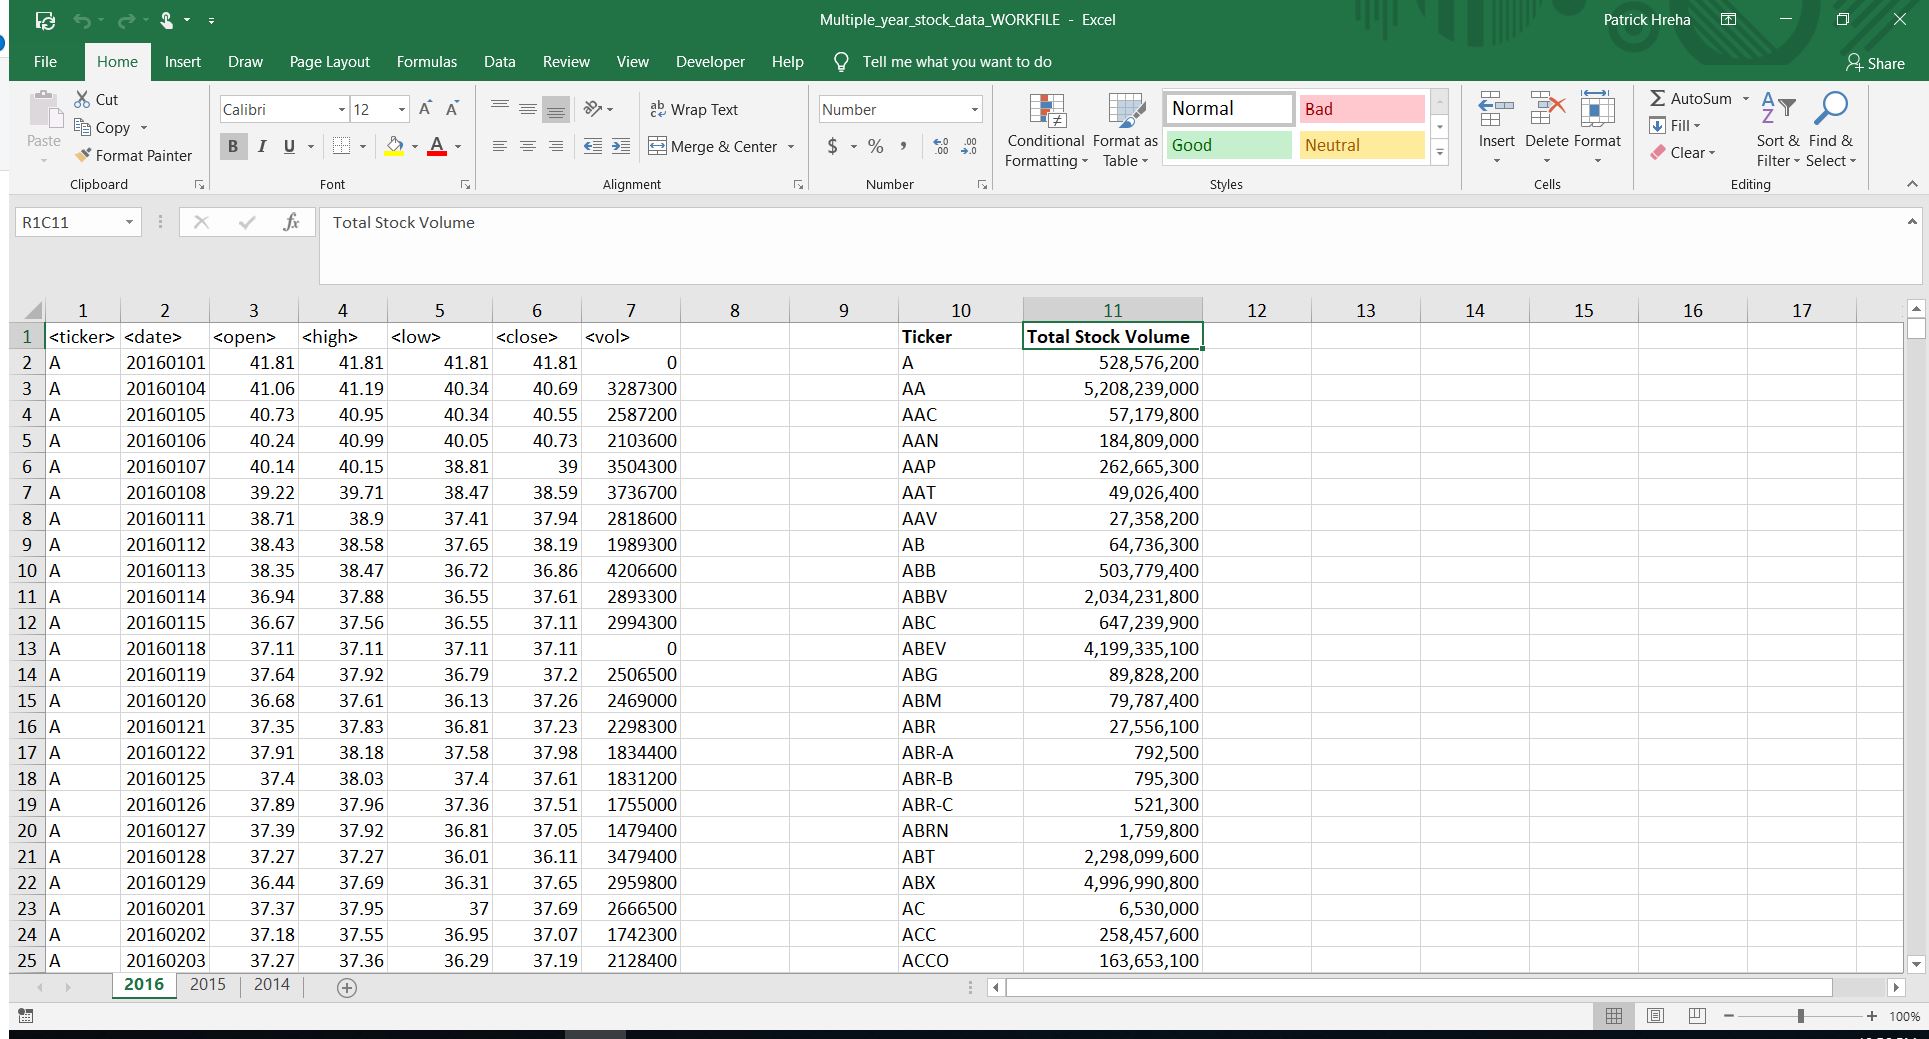 Multiple_year_stock_data_WORKFILE - Excel
Patrick Hreha
File Home Insert Draw Page Layout Formulas Data Review View Developer Help Tell me what you want to do Share
Paste
Cut
Copy
Format Painter
Clipboard
Calibri 12
B I U
Font
Wrap Text
Merge & Center
Alignment
Number
$ % ,
Number
Conditional Formatting
Format as Table
Normal Bad
Good Neutral
Styles
Insert Delete Format
Cells
AutoSum
Fill
Clear
Sort & Filter
Find & Select
Editing
R1C11 fx Total Stock Volume
1 2 3 4 5 6 7 8 9 10 11 12 13 14 15 16 17
1 <ticker> <date> <open> <high> <low> <close> <vol> Ticker Total Stock Volume
2 A 20160101 41.81 41.81 41.81 41.81 0 A 528,576,200
3 A 20160104 41.06 41.19 40.34 40.69 3287300 AA 5,208,239,000
4 A 20160105 40.73 40.95 40.34 40.55 2587200 AAC 57,179,800
5 A 20160106 40.24 40.99 40.05 40.73 2103600 AAN 184,809,000
6 A 20160107 40.14 40.15 38.81 39 3504300 AAP 262,665,300
7 A 20160108 39.22 39.71 38.47 38.59 3736700 AAT 49,026,400
8 A 20160111 38.71 38.9 37.41 37.94 2818600 AAV 27,358,200
9 A 20160112 38.43 38.58 37.65 38.19 1989300 AB 64,736,300
10 A 20160113 38.35 38.47 36.72 36.86 4206600 ABB 503,779,400
11 A 20160114 36.94 37.88 36.55 37.61 2893300 ABBV 2,034,231,800
12 A 20160115 36.67 37.56 36.55 37.11 2994300 ABC 647,239,900
13 A 20160118 37.11 37.11 37.11 37.11 0 ABEV 4,199,335,100
14 A 20160119 37.64 37.92 36.79 37.2 2506500 ABG 89,828,200
15 A 20160120 36.68 37.61 36.13 37.26 2469000 ABM 79,787,400
16 A 20160121 37.35 37.83 36.81 37.23 2298300 ABR 27,556,100
17 A 20160122 37.91 38.18 37.58 37.98 1834400 ABR-A 792,500
18 A 20160125 37.4 38.03 37.4 37.61 1831200 ABR-B 795,300
19 A 20160126 37.89 37.96 37.36 37.51 1755000 ABR-C 521,300
20 A 20160127 37.39 37.92 36.81 37.05 1479400 ABRN 1,759,800
21 A 20160128 37.27 37.27 36.01 36.11 3479400 ABT 2,298,099,600
22 A 20160129 36.44 37.69 36.31 37.65 2959800 ABX 4,996,990,800
23 A 20160201 37.37 37.95 37 37.69 2666500 AC 6,530,000
24 A 20160202 37.18 37.55 36.95 37.07 1742300 ACC 258,457,600
25 A 20160203 37.27 37.36 36.29 37.19 2128400 ACCO 163,653,100
2016 2015 2014
100%